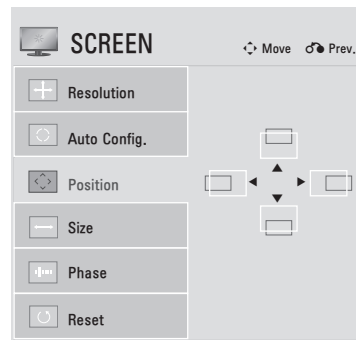 SCREEN
Move Prev.
Resolution
Auto Config.
Position
Size
Phase
Reset